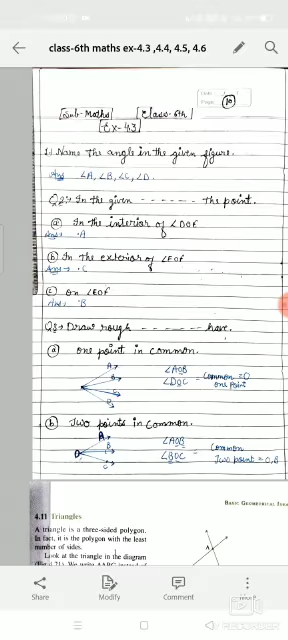 class-6th maths ex-4.3 ,4.4, 4.5, 4.6
10
Sub-Maths Class-6th
Ex-4.3
1-> Name the angle in the given figure.
Ans ∠A, ∠B, ∠C, ∠D.
Q2-> In the given ------ the point.
(a) In the interior of ∠DOF
Ans-> ·A
(b) In the exterior of ∠EOF
Ans-> ·C
(c) on ∠EOF
Ans, ·B
Q3-> Draw rough ------ have.
(a) one point in common.
∠AOB
∠DOC
common = O
one point
(b) Two points in common.
A
B
O
C
∠AOB
∠BOC
=
common
Two point = O,B
BASIC GEOMETRICAL
4.11 Triangles
A triangle is a three-sided polygon.
In fact, it is the polygon with the least
number of sides.
Look at the triangle in the diagram
A
Share
Modify
Comment